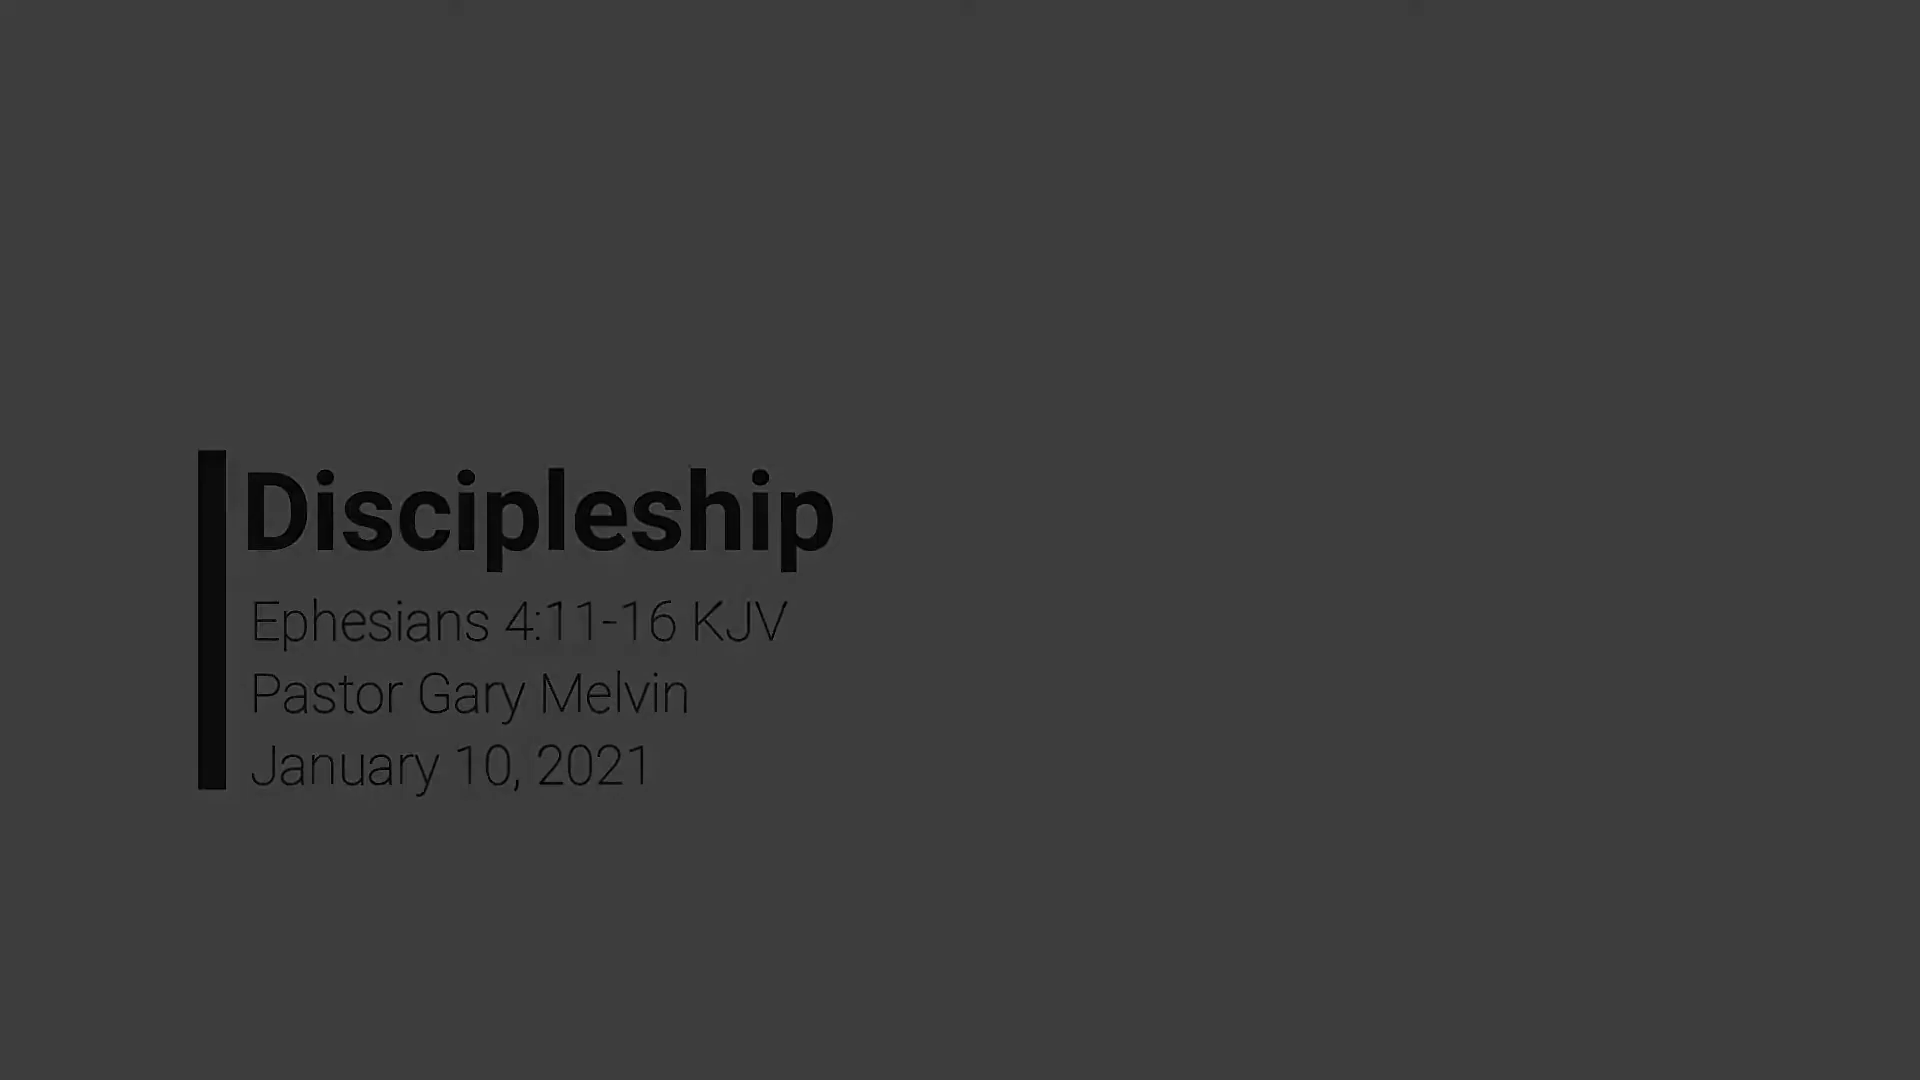 Discipleship
Ephesians 4:11-16 KJV
Pastor Gary Melvin
January 10, 2021